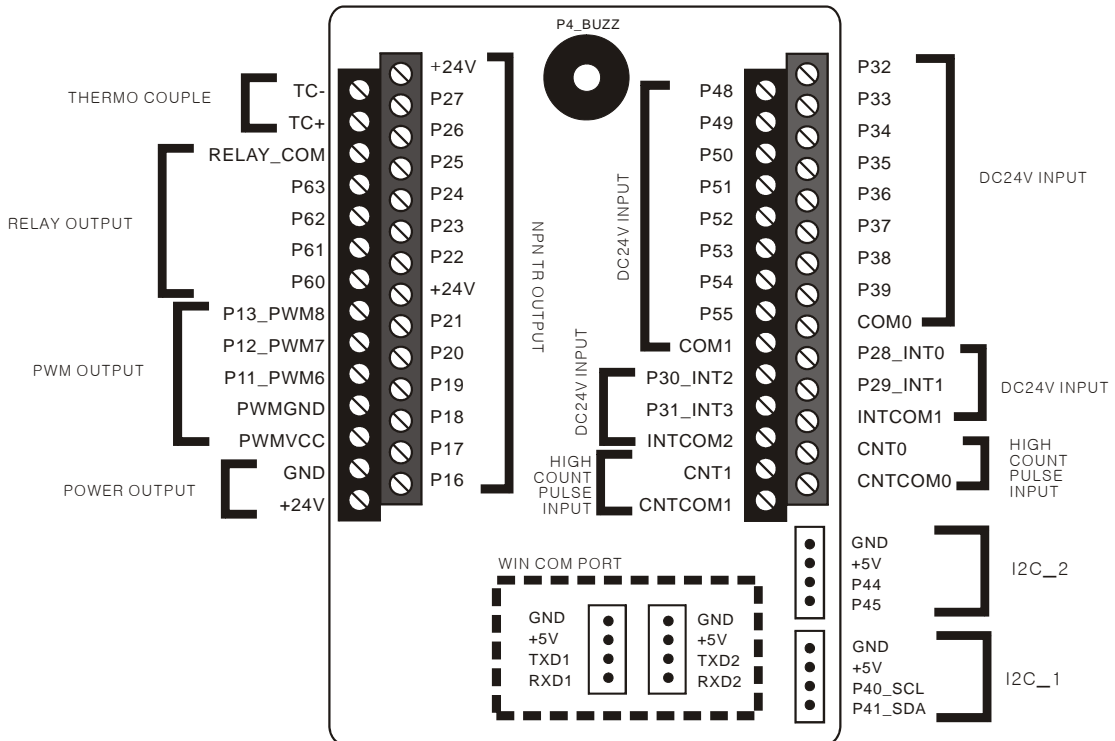 P4_BUZZ
THERMO COUPLE
TC-
TC+
RELAY OUTPUT
RELAY_COM
P63
P62
P61
P60
PWM OUTPUT
P13_PWM8
P12_PWM7
P11_PWM6
PWMGND
PWMVCC
POWER OUTPUT
GND
+24V
+24V
P27
P26
P25
P24
P23
P22
+24V
P21
P20
P19
P18
P17
P16
NPN TR OUTPUT
DC24V INPUT
P48
P49
P50
P51
P52
P53
P54
P55
COM1
DC24V INPUT
P30_INT2
P31_INT3
INTCOM2
HIGH
COUNT
PULSE
INPUT
CNT1
CNTCOM1
P32
P33
P34
P35
P36
P37
P38
P39
COM0
DC24V INPUT
P28_INT0
P29_INT1
INTCOM1
DC24V INPUT
CNT0
CNTCOM0
HIGH
COUNT
PULSE
INPUT
WIN COM PORT
GND
+5V
TXD1
RXD1
GND
+5V
TXD2
RXD2
GND
+5V
P44
P45
I2C_2
GND
+5V
P40_SCL
P41_SDA
I2C_1